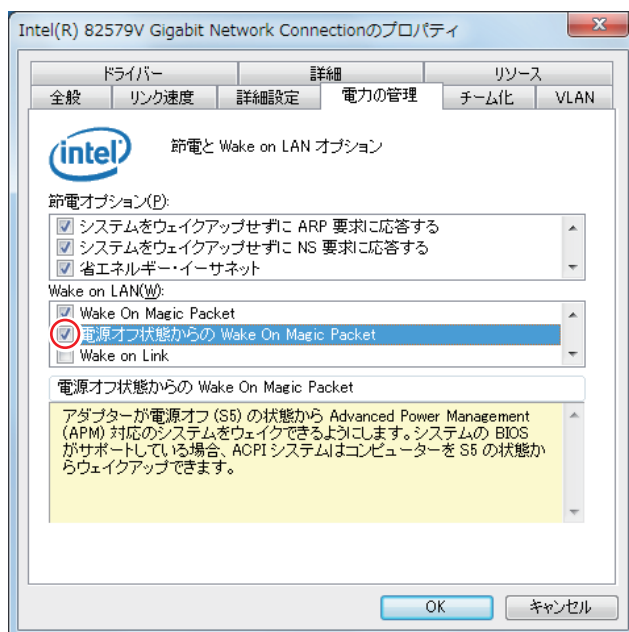 Intel(R) 82579V Gigabit Network Connectionのプロパティ
ドライバー 詳細 リソース
全般 リンク速度 詳細設定 電力の管理 チーム化 VLAN
intel 節電と Wake on LAN オプション
節電オプション(P):
システムをウェイクアップせずに ARP 要求に応答する
システムをウェイクアップせずに NS 要求に応答する
省エネルギー・イーサネット
Wake on LAN(W):
Wake On Magic Packet
電源オフ状態からの Wake On Magic Packet
Wake on Link
電源オフ状態からの Wake On Magic Packet
アダプターが電源オフ (S5) の状態から Advanced Power Management
(APM) 対応のシステムをウェイクできるようにします。システムの BIOS
がサポートしている場合、ACPI システムはコンピューターを S5 の状態か
らウェイクアップできます。
OK キャンセル